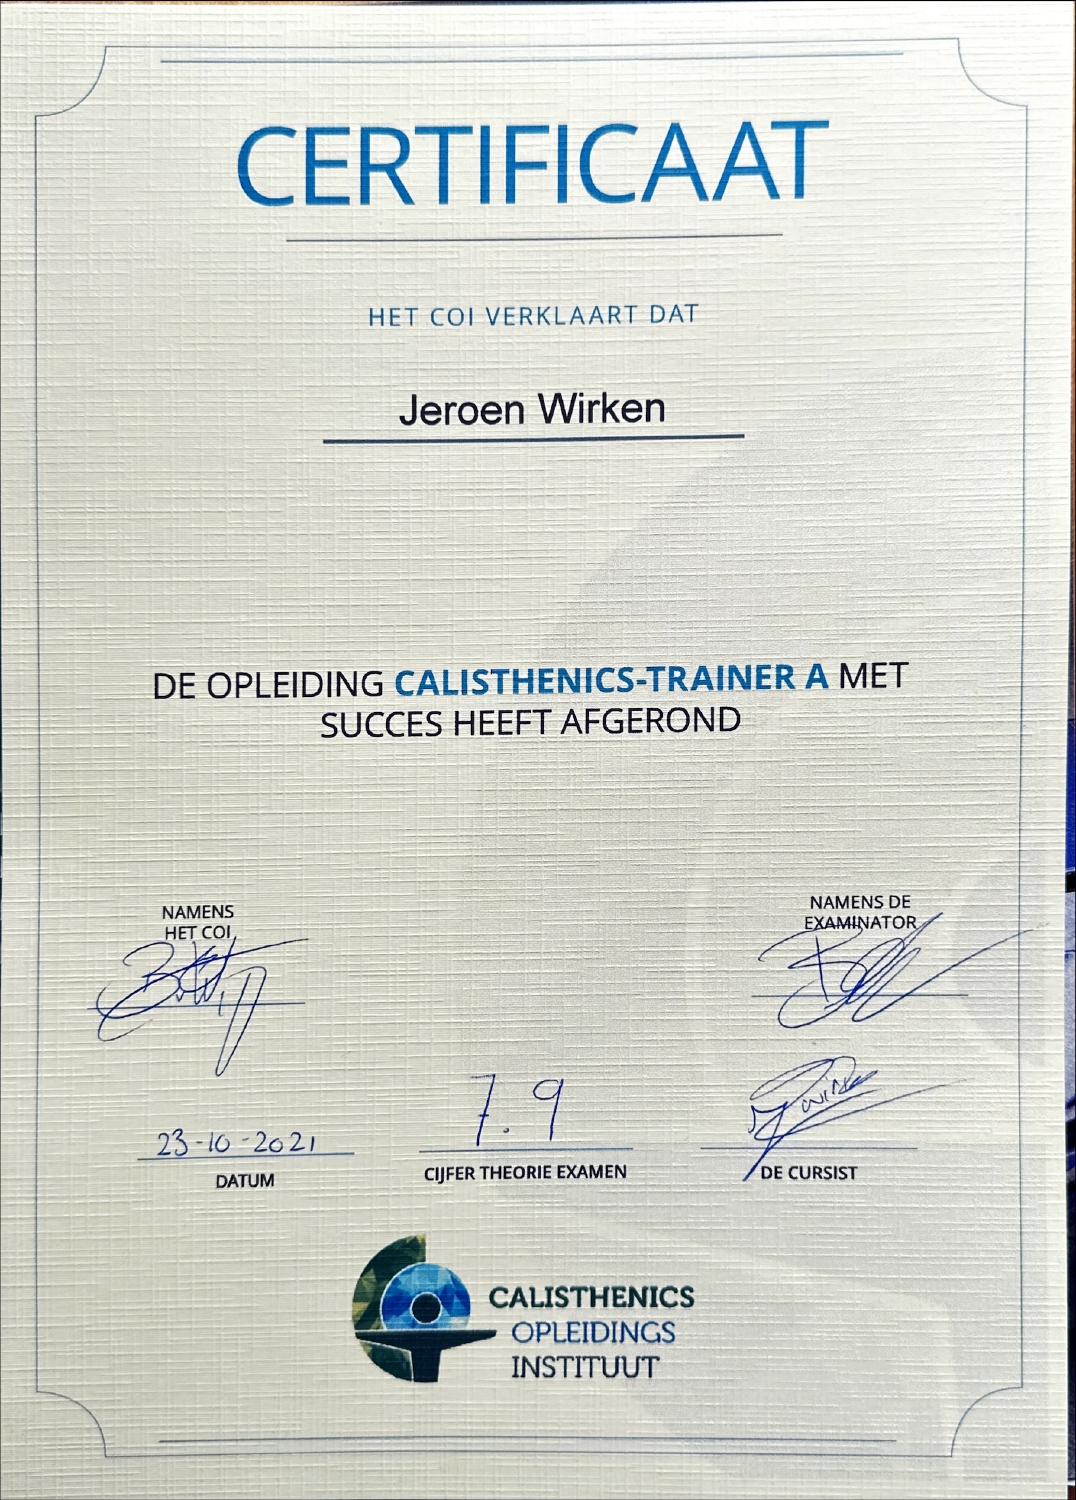 CERTIFICAAT
HET COI VERKLAART DAT
Jeroen Wirken
DE OPLEIDING CALISTHENICS-TRAINER A MET
SUCCES HEEFT AFGEROND
NAMENS
HET COI
NAMENS DE
EXAMINATOR
23-10-2021
DATUM
7.9
CIJFER THEORIE EXAMEN
DE CURSIST
CALISTHENICS
OPLEIDINGS
INSTITUUT